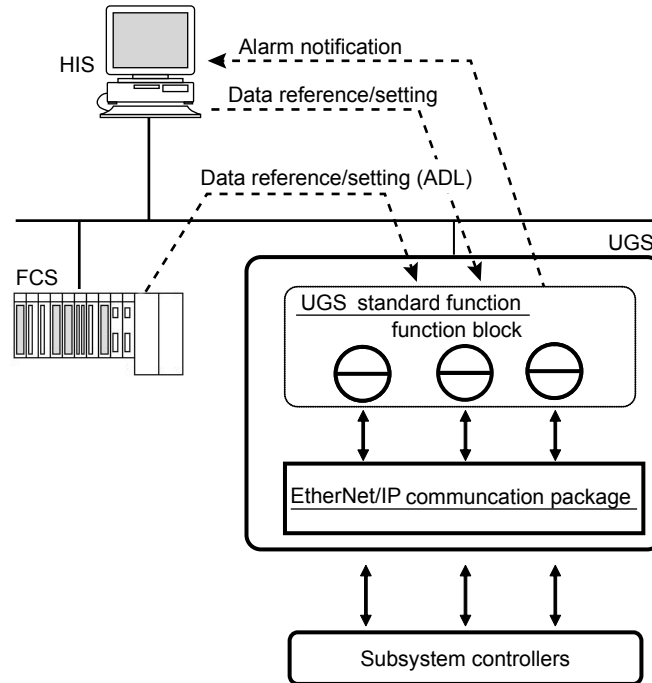 Alarm notification
HIS
Data reference/setting
Data reference/setting (ADL)
UGS
FCS
UGS standard function
function block
EtherNet/IP communcation package
Subsystem controllers